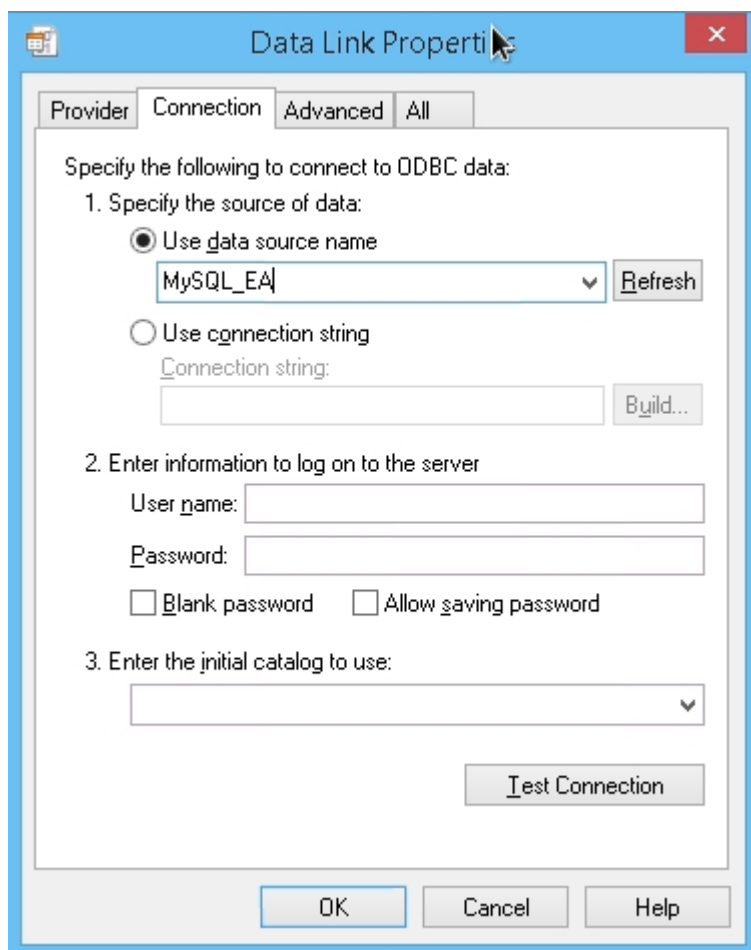 Data Link Properties
Provider Connection Advanced All
Specify the following to connect to ODBC data:
1. Specify the source of data:
Use data source name
MySQL_EA Refresh
Use connection string
Connection string:
Build...
2. Enter information to log on to the server
User name:
Password:
Blank password Allow saving password
3. Enter the initial catalog to use:
Test Connection
OK Cancel Help